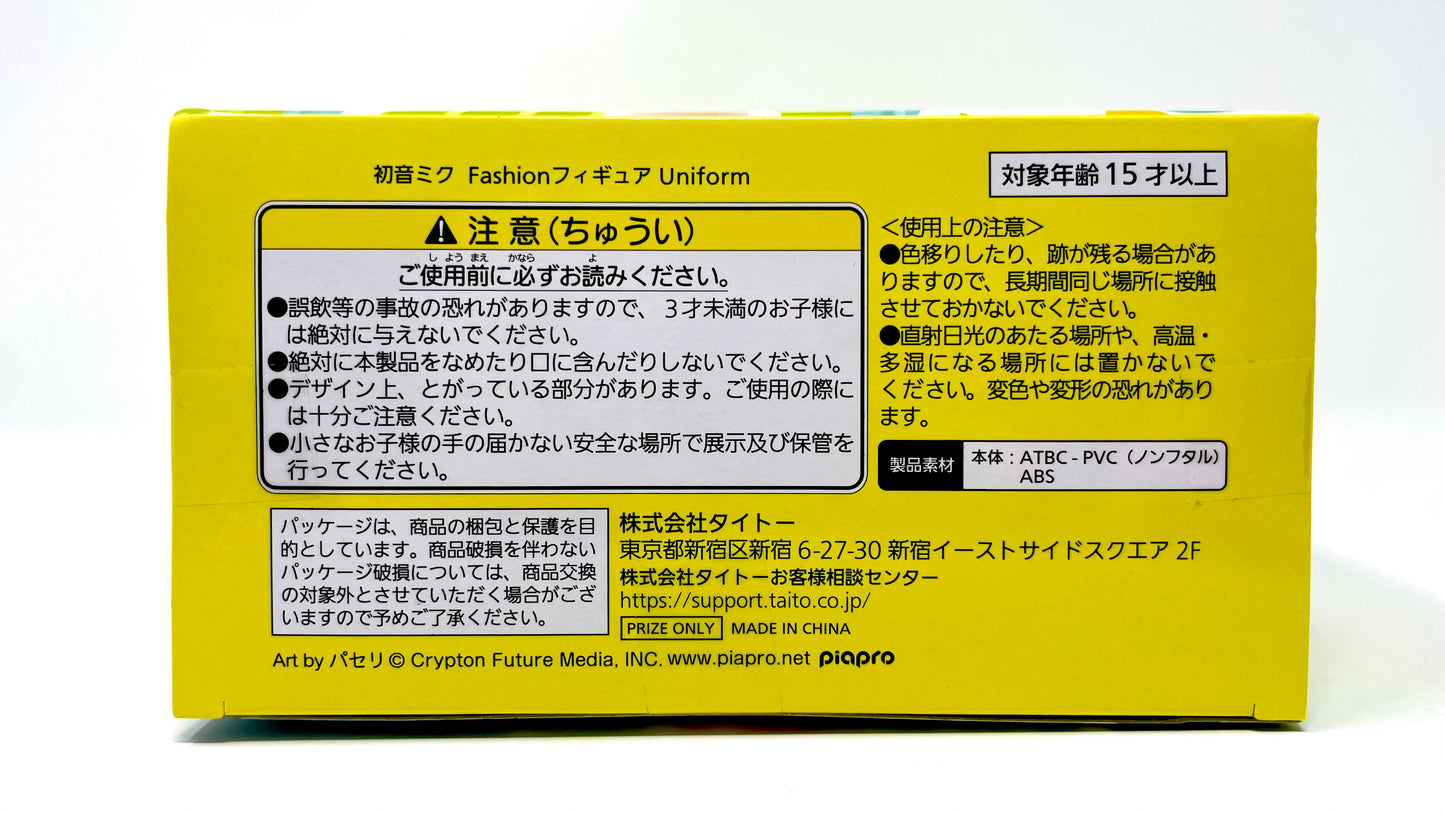 初音ミク Fashionフィギュア Uniform
対象年齢 15 才以上
注 意(ちゅうい)
ご使用前に必ずお読みください。
●誤飲等の事故の恐れがありますので、3才未満のお子様に
は絶対に与えないでください。
●絶対に本製品をなめたり口に含んだりしないでください。
●デザイン上、とがっている部分があります。ご使用の際に
は十分ご注意ください。
●小さなお子様の手の届かない安全な場所で展示及び保管を
行ってください。
<使用上の注意>
●色移りしたり、跡が残る場合があ
りますので、長期間同じ場所に接触
させておかないでください。
●直射日光のあたる場所や、高温・
多湿になる場所には置かないで
ください。変色や変形の恐れがあり
ます。
製品素材 本体:ATBC-PVC(ノンフタル)
ABS
パッケージは、商品の梱包と保護を目
的としています。商品破損を伴わない
パッケージ破損については、商品交換
の対象外とさせていただく場合がござ
いますので予めご了承ください。
株式会社タイトー
東京都新宿区新宿 6-27-30 新宿イーストサイドスクエア 2F
株式会社タイトーお客様相談センター
https://support.taito.co.jp/
PRIZE ONLY MADE IN CHINA
Art by パセリ © Crypton Future Media, INC. www.piapro.net piapro